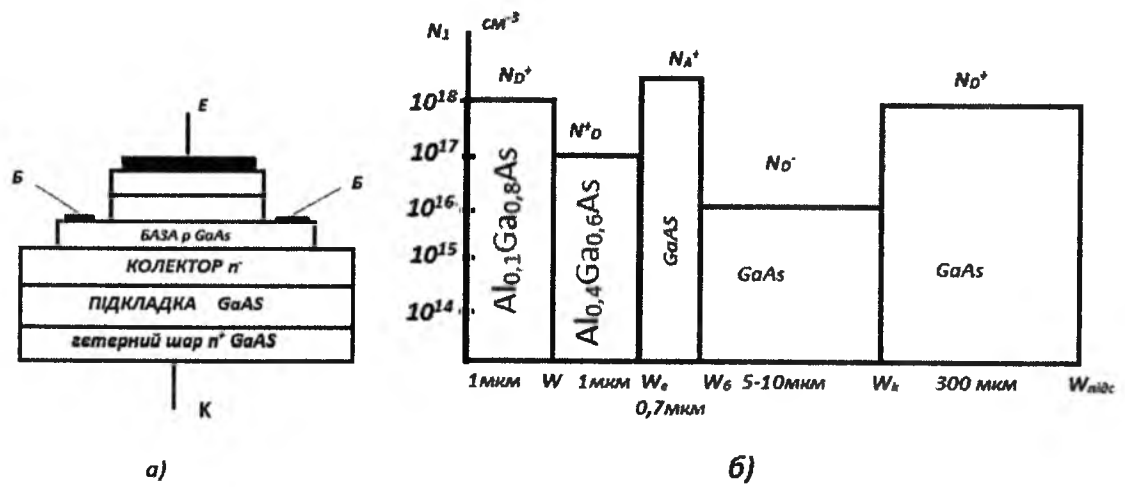 E
Б
Б
БАЗА p GaAs
КОЛЕКТОР n⁻
ПІДКЛАДКА GaAS
гетерний шар n⁺ GaAS
К
а)
N₁ см⁻³
10¹⁸
10¹⁷
10¹⁶
10¹⁵
10¹⁴
N_D⁺
N⁺_D
N_A⁺
N_D⁻
N_D⁺
Al₀,₁Ga₀,₈As
Al₀,₄Ga₀,₆As
GaAS
GaAs
GaAs
1мкм W 1мкм Wₑ W_б 5-10мкм W_k 300 мкм W_підс
0,7мкм
б)